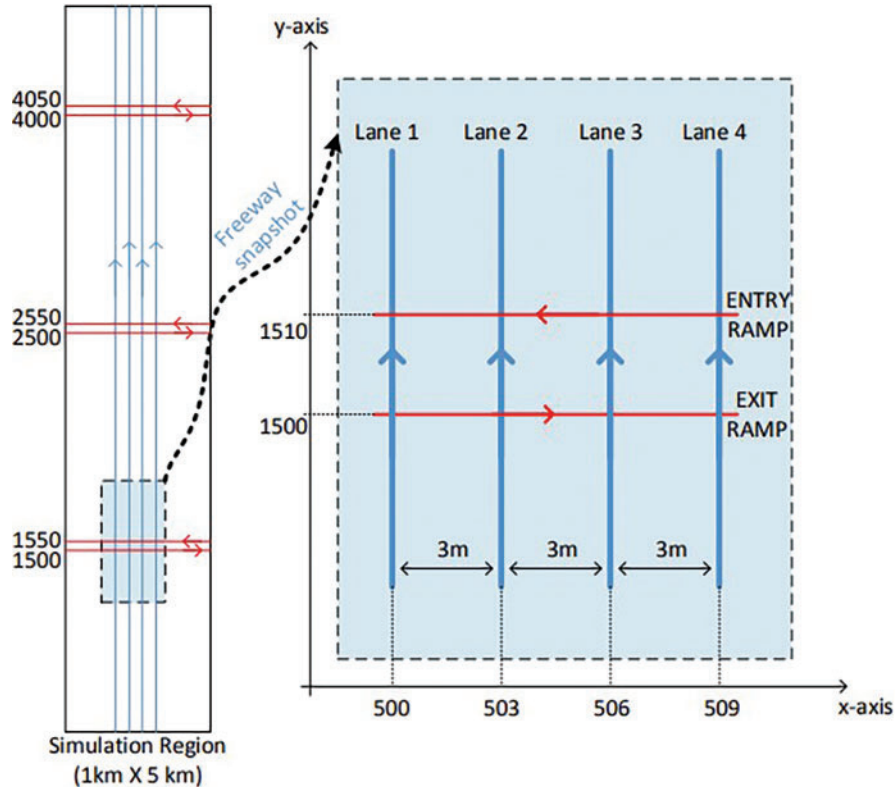 4050
4000
2550
2500
1550
1500
Simulation Region
(1km X 5 km)
Freeway
snapshot
y-axis
Lane 1 Lane 2 Lane 3 Lane 4
ENTRY
RAMP
1510
EXIT
RAMP
1500
3m 3m 3m
500 503 506 509 x-axis